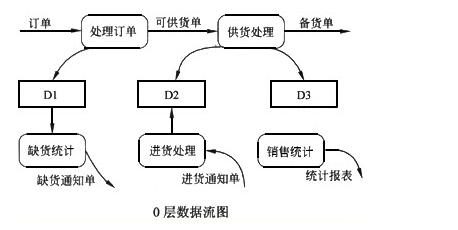 订单
处理订单
可供货单
供货处理
备货单
D1
D2
D3
缺货统计
进货处理
销售统计
缺货通知单
进货通知单
统计报表
0层数据流图